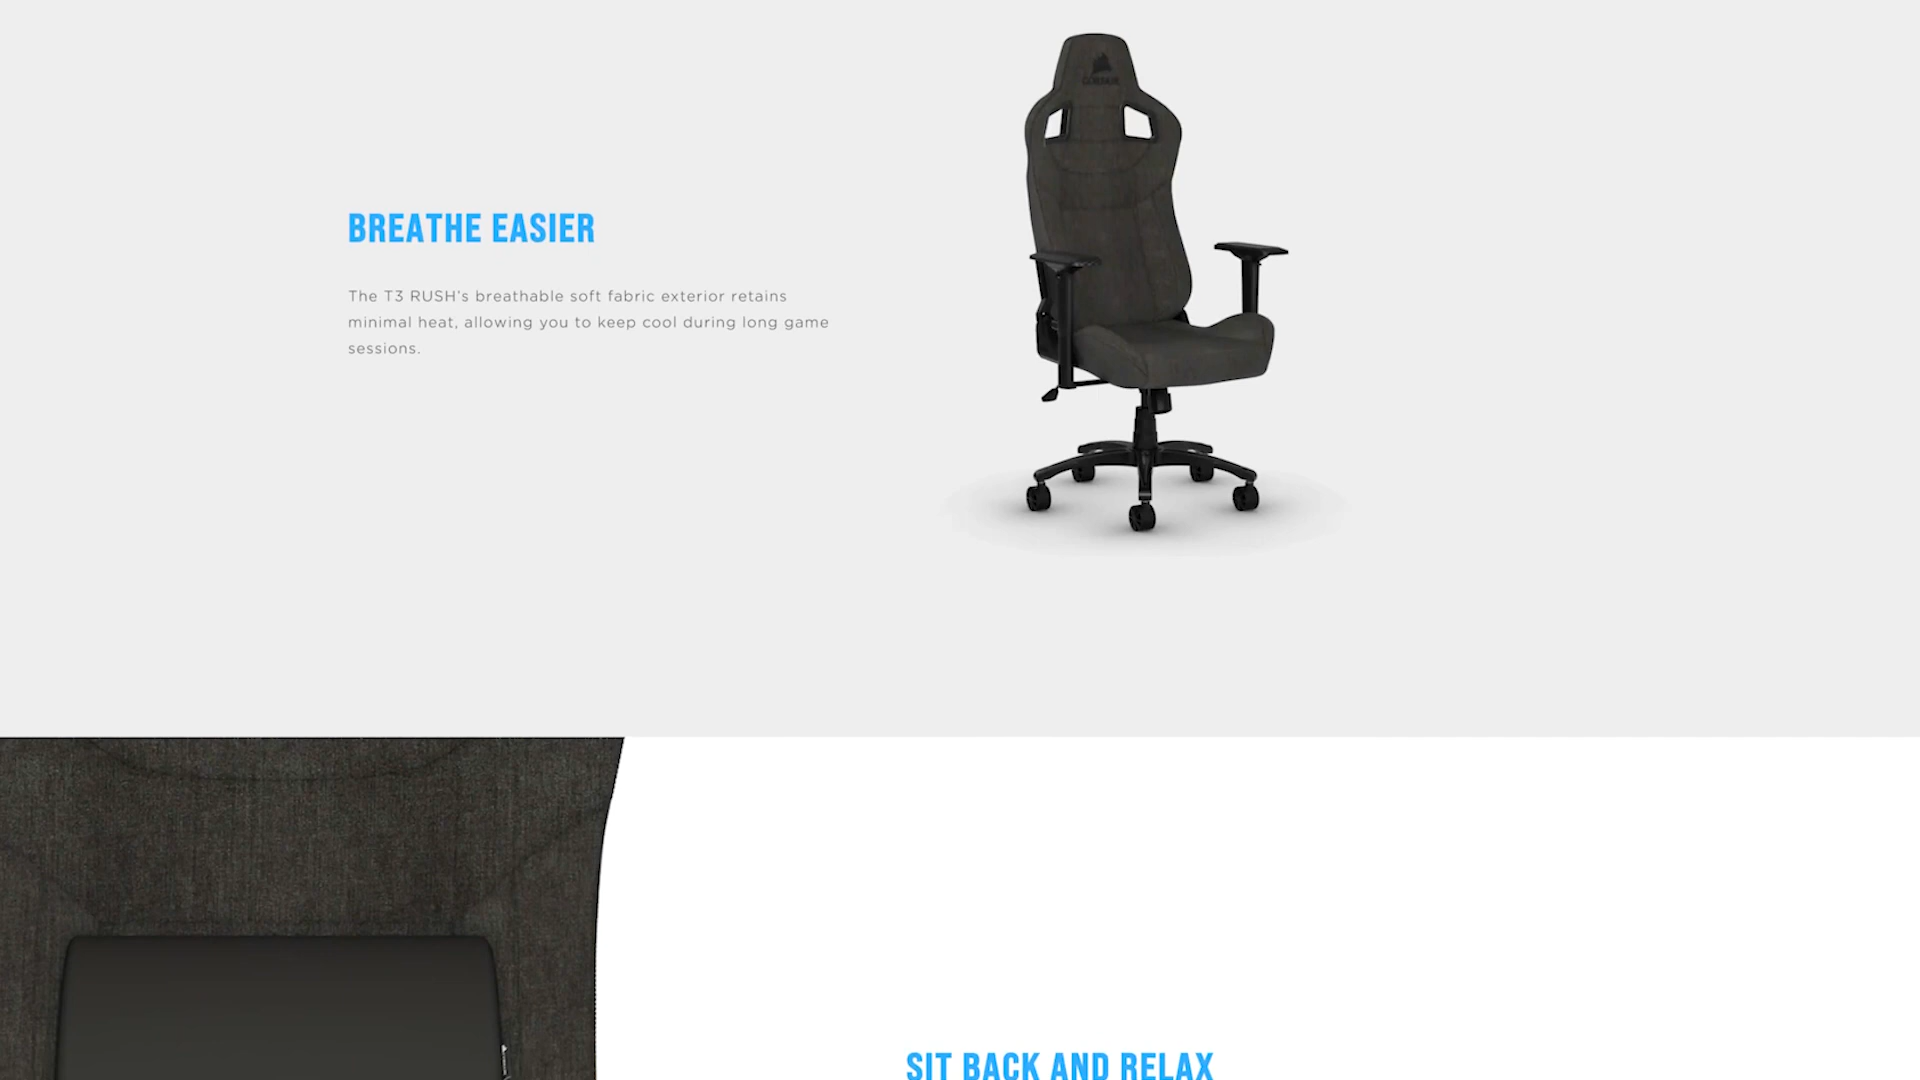 CORSAIR
BREATHE EASIER
The T3 RUSH's breathable soft fabric exterior retains
minimal heat, allowing you to keep cool during long game
sessions.
SIT BACK AND RELAX